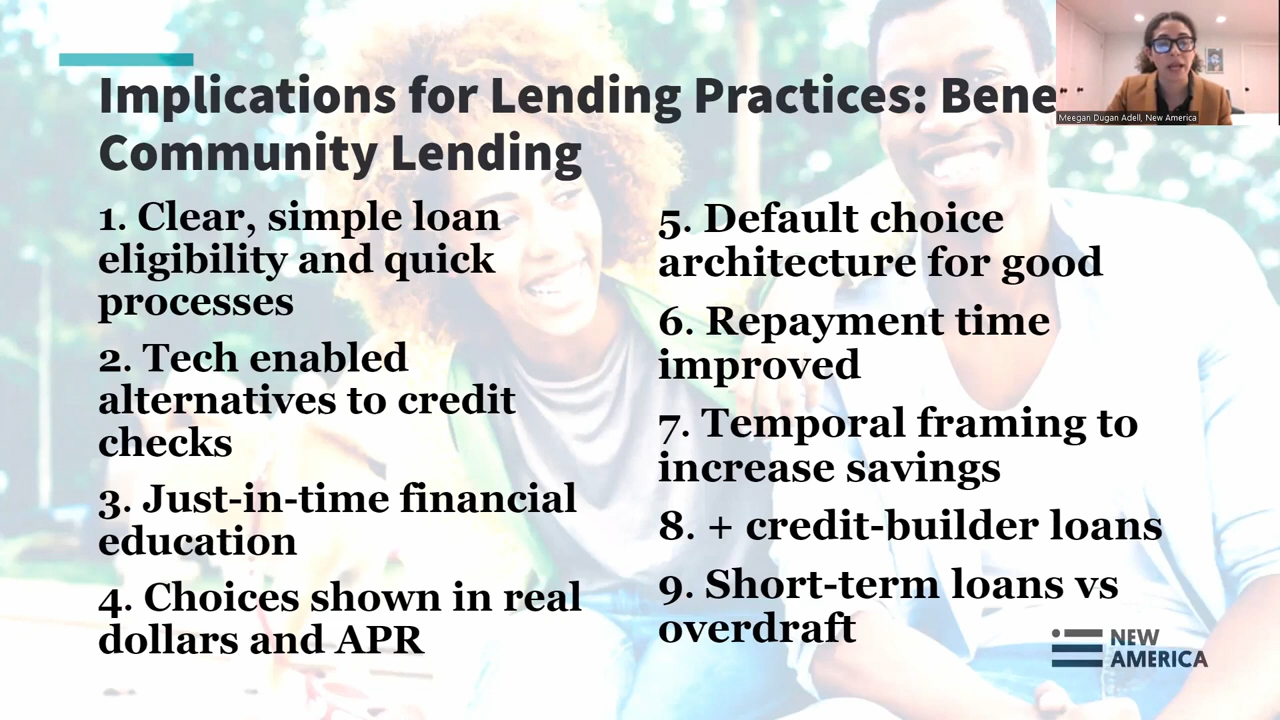 Implications for Lending Practices: Bene
Community Lending
1. Clear, simple loan
eligibility and quick
processes
2. Tech enabled
alternatives to credit
checks
3. Just-in-time financial
education
4. Choices shown in real
dollars and APR
5. Default choice
architecture for good
6. Repayment time
improved
7. Temporal framing to
increase savings
8. + credit-builder loans
9. Short-term loans vs
overdraft
Meegan Dugan Adell, New America
NEW
AMERICA